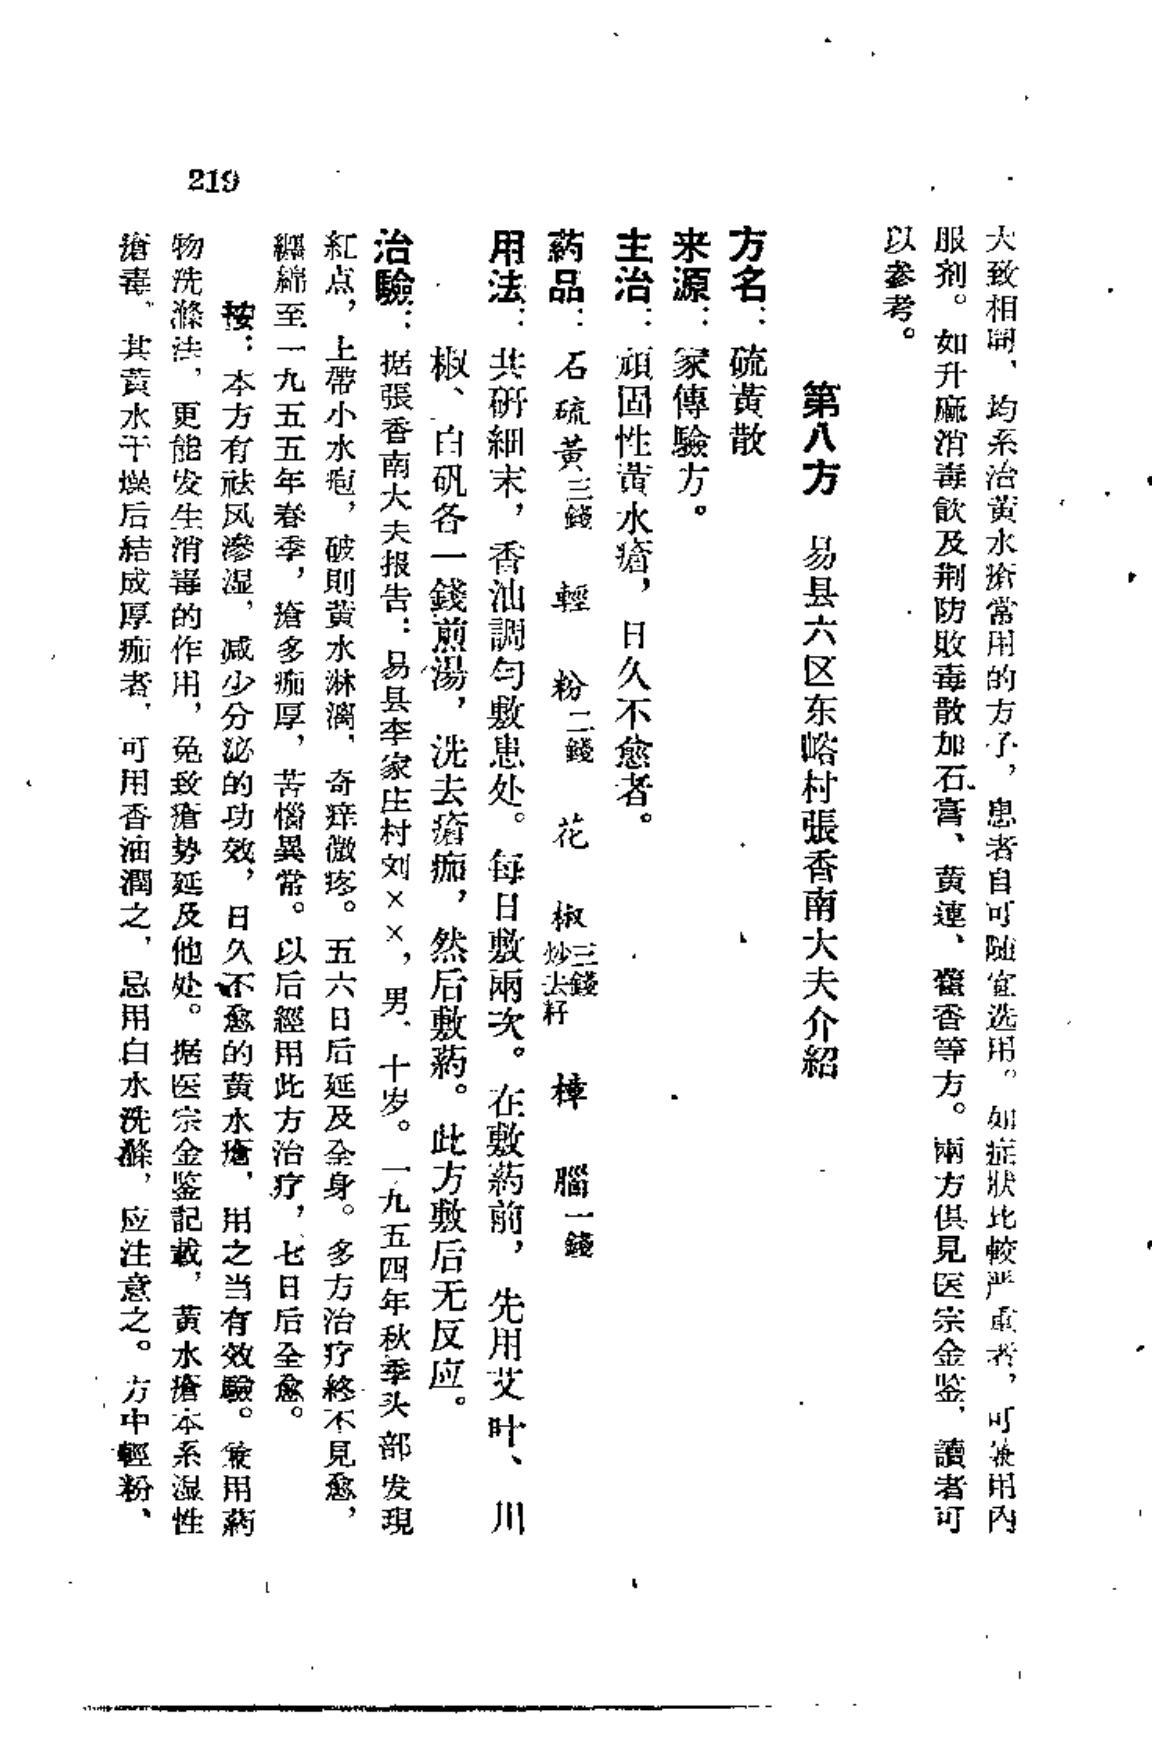 大致相同，均系治黃水瘡常用的方子，患者自可随宜选用。如症狀比較严重者，可兼用內
服剂。如升麻消毒飮及荆防敗毒散加石膏、黄連、藿香等方。兩方俱見医宗金鉴，讀者可
以参考。
第八方 易县六区东峪村張香南大夫介紹
方名：硫黃散
来源：家傳驗方。
主治：頑固性黃水瘡，日久不愈者。
药品：石硫黃三錢 輕粉二錢 花椒三錢炒去籽 樟腦一錢
用法：共研細末，香油調勻敷患处。每日敷兩次。在敷药前，先用艾叶、川
椒、白矾各一錢煎湯，洗去瘡痂，然后敷药。此方敷后无反应。
治驗：据張香南大夫报告：易县李家庄村刘××，男，十岁。一九五四年秋季头部发現
紅点，上帶小水疱，破則黃水淋漓，奇痒微疼。五六日后延及全身。多方治疗終不見愈，
纏綿至一九五五年春季，瘡多痂厚，苦惱異常。以后經用此方治疗，七日后全愈。
按：本方有祛风滲湿，减少分泌的功效，日久不愈的黄水瘡，用之当有效驗。兼用葯
物洗滌法，更能发生消毒的作用，免致瘡势延及他处。据医宗金鉴記載，黃水瘡本系湿性
瘡毒。其黃水干燥后結成厚痂者，可用香油潤之，忌用白水洗滌，应注意之。方中輕粉、
219